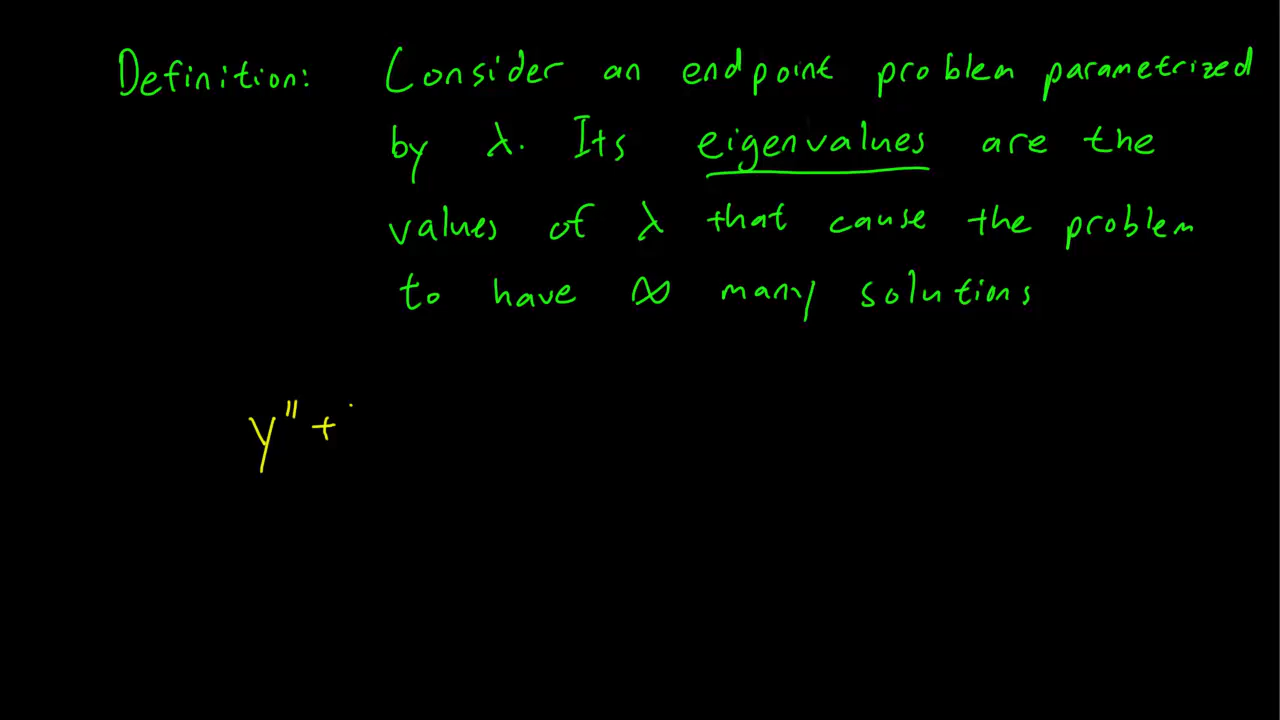 Definition: Consider an endpoint problem parametrized
by λ. Its eigenvalues are the
values of λ that cause the problem
to have ∞ many solutions
y" +